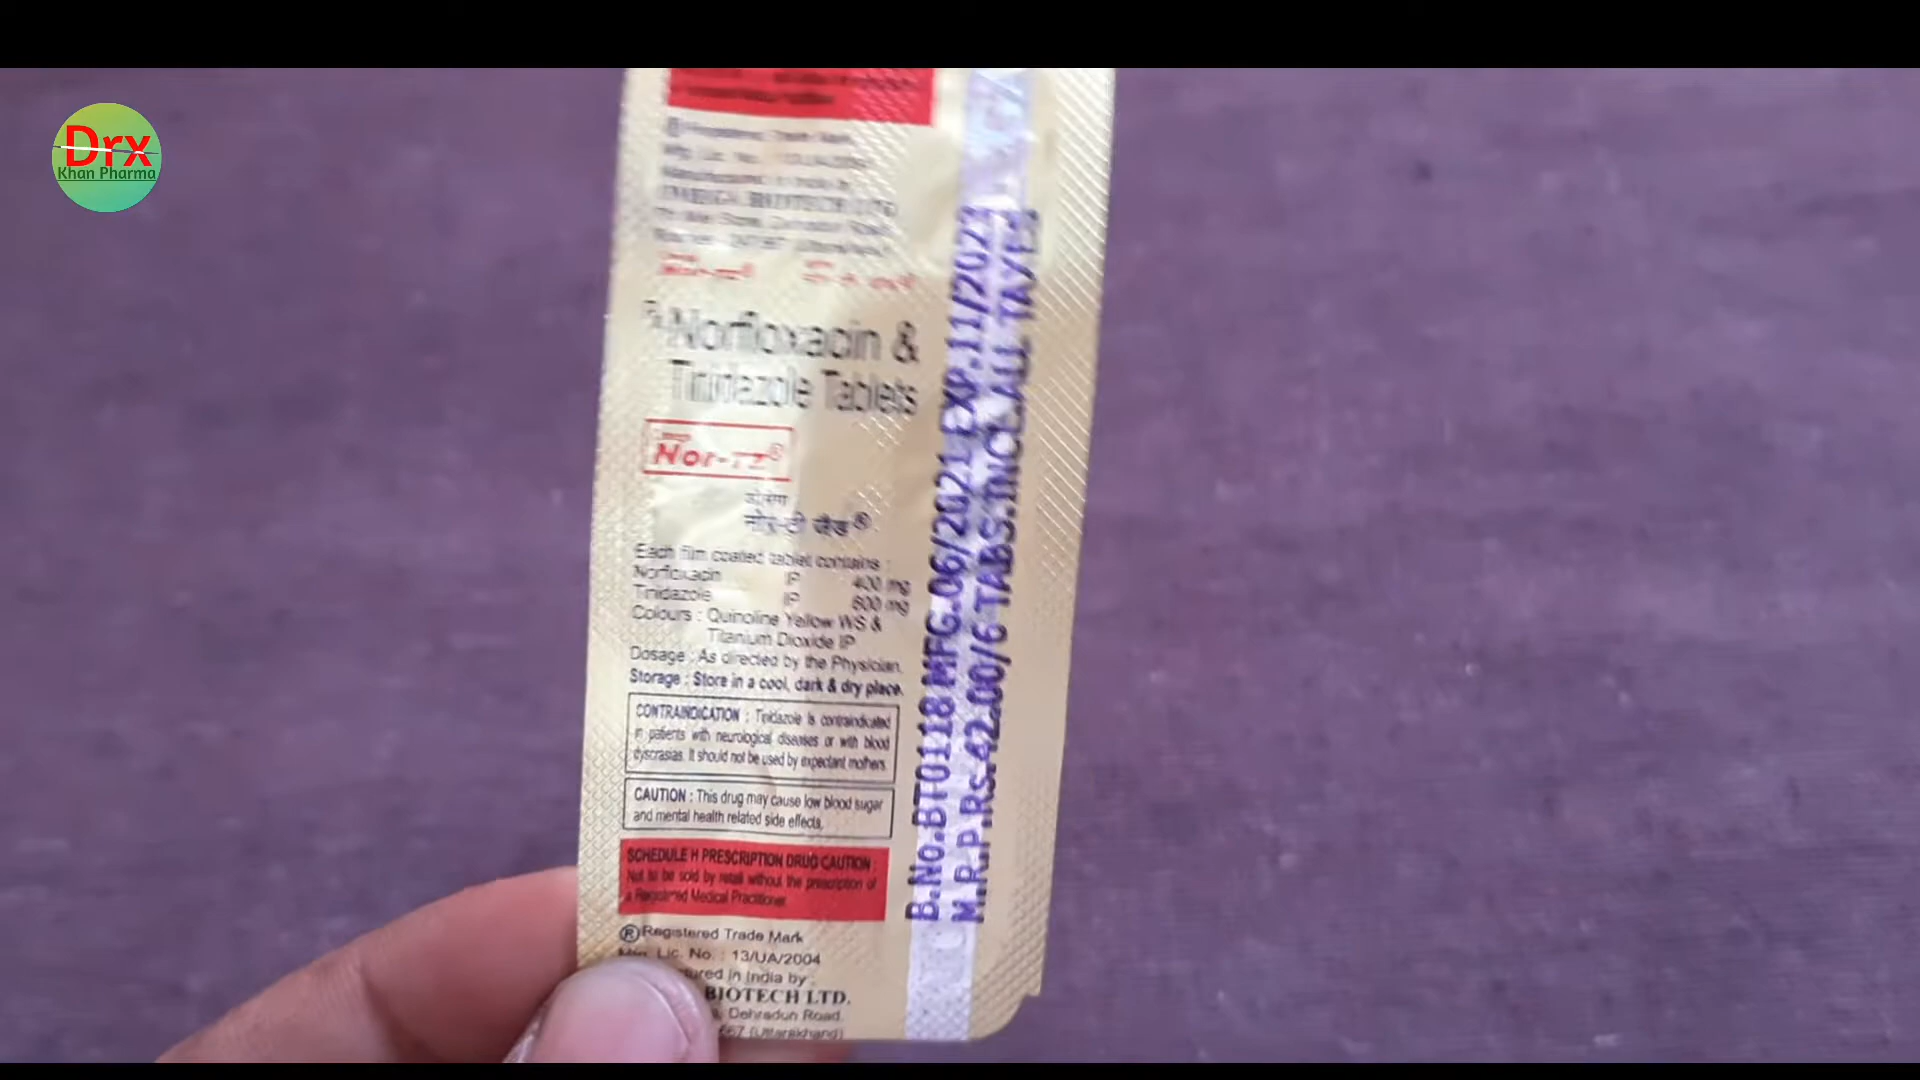 Drx
Khan Pharma
Norfloxacin &
Tinidazole Tablets
Nor-TZ®
नोर-टी जैड®
Each film coated tablet contains :
Norfloxacin IP 400 mg
Tinidazole IP 600 mg
Colours : Quinoline Yellow WS &
Titanium Dioxide IP
Dosage : As directed by the Physician.
Storage : Store in a cool, dark & dry place.
CONTRAINDICATION : Tinidazole is contraindicated
in patients with neurological diseases or with blood
dyscrasias. It should not be used by expectant mothers.
CAUTION : This drug may cause low blood sugar
and mental health related side effects.
SCHEDULE H PRESCRIPTION DRUG CAUTION :
Not to be sold by retail without the prescription of
a Registered Medical Practitioner.
® Registered Trade Mark
Mfg. Lic. No. : 13/UA/2004
in India by :
BIOTECH LTD.
Dehradun Road,
(Uttarakhand)
B.No.BT0118 MFG.06/2021 EXP.11/2023
M.R.P.Rs.42.00/6 TABS.INCL.ALL TAXES